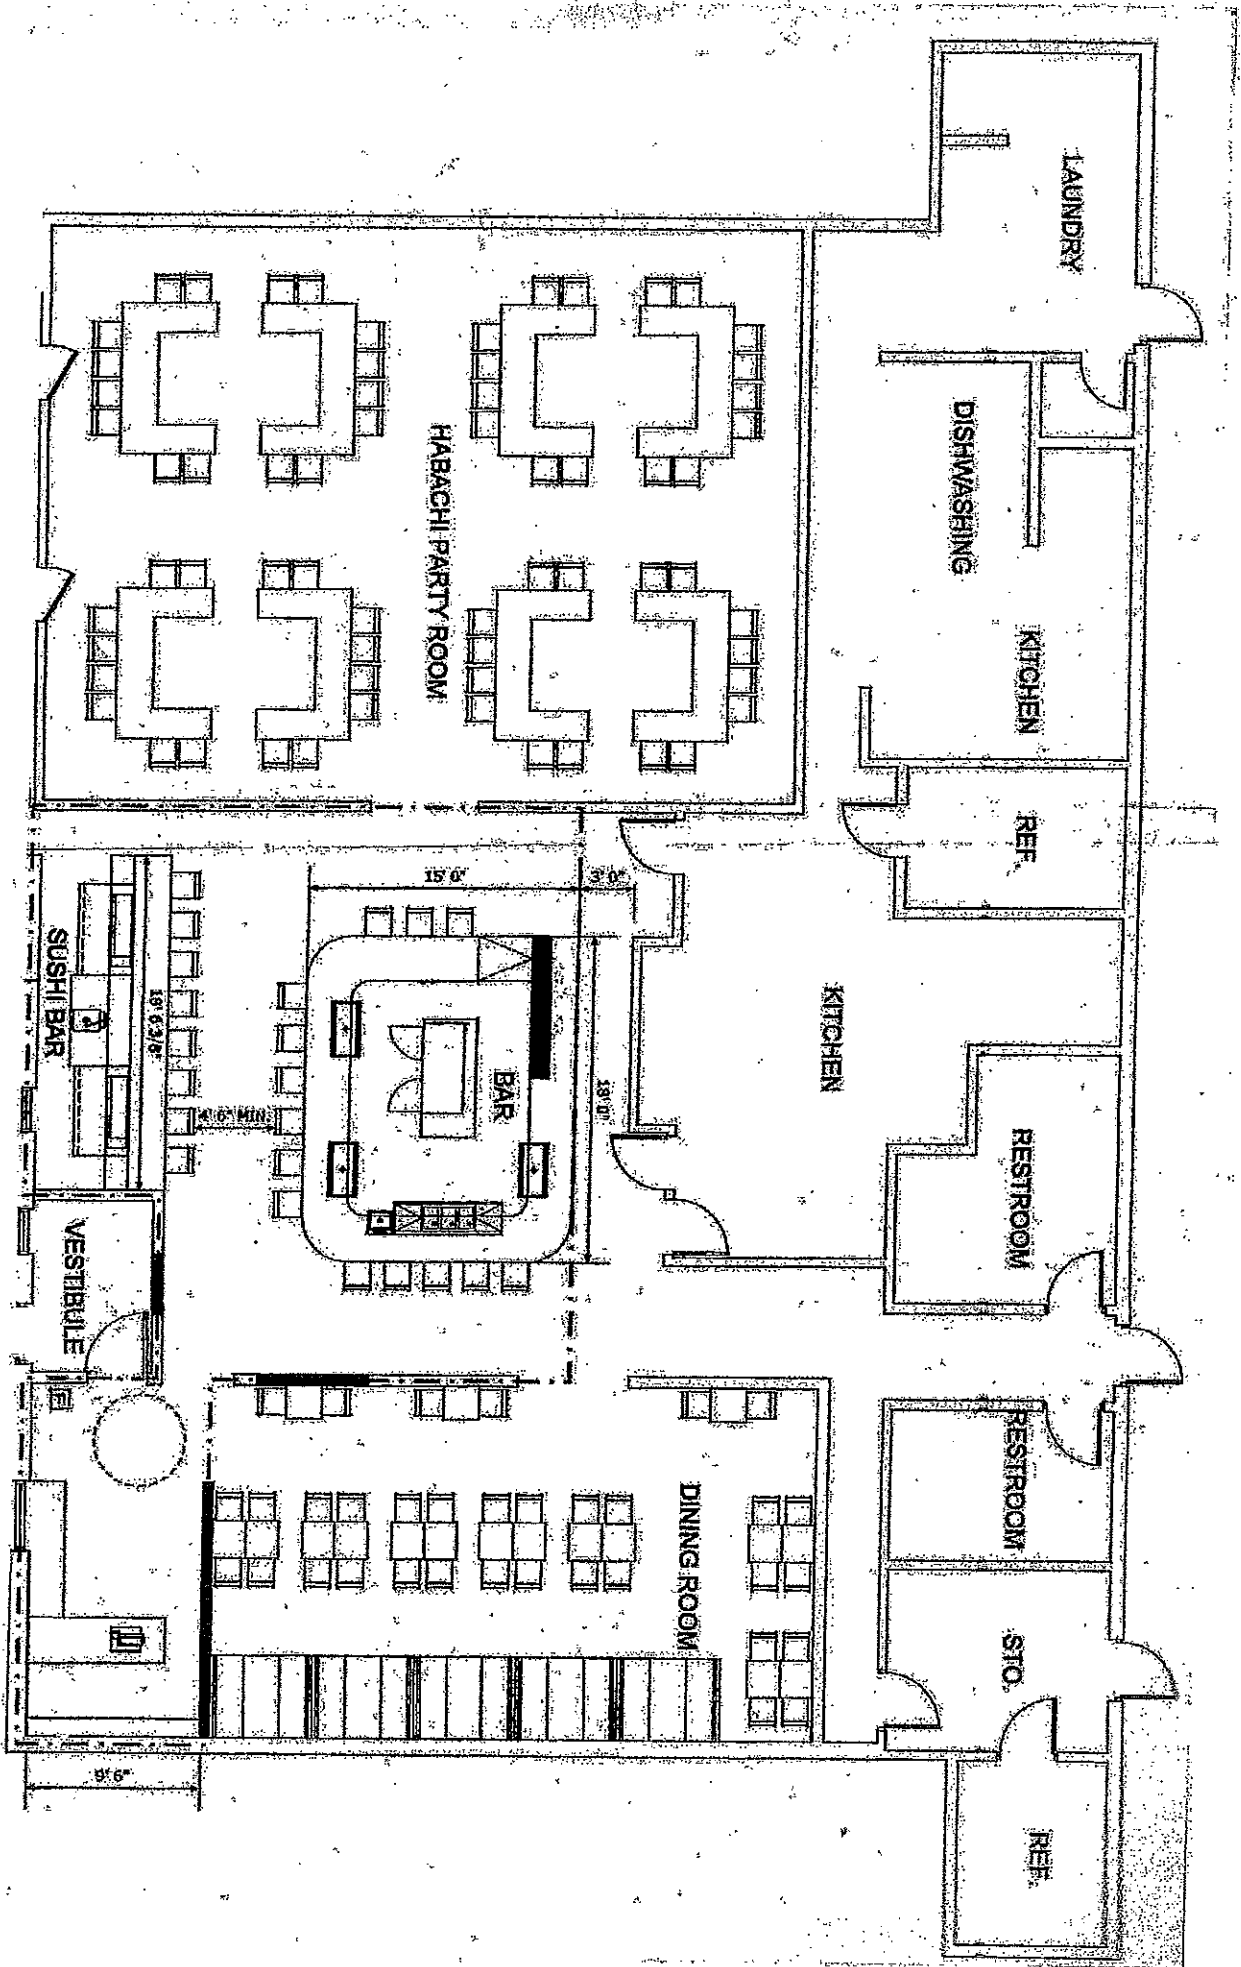 LAUNDRY
DISHWASHING
KITCHEN
REF.
KITCHEN
RESTROOM
RESTROOM
STO.
REF.
HABACHI PARTY ROOM
15' 0"
3' 0"
18' 0"
BAR
DINING ROOM
SUSHI BAR
18' 6 3/8"
4' 6" MIN.
VESTIBULE
9' 6"